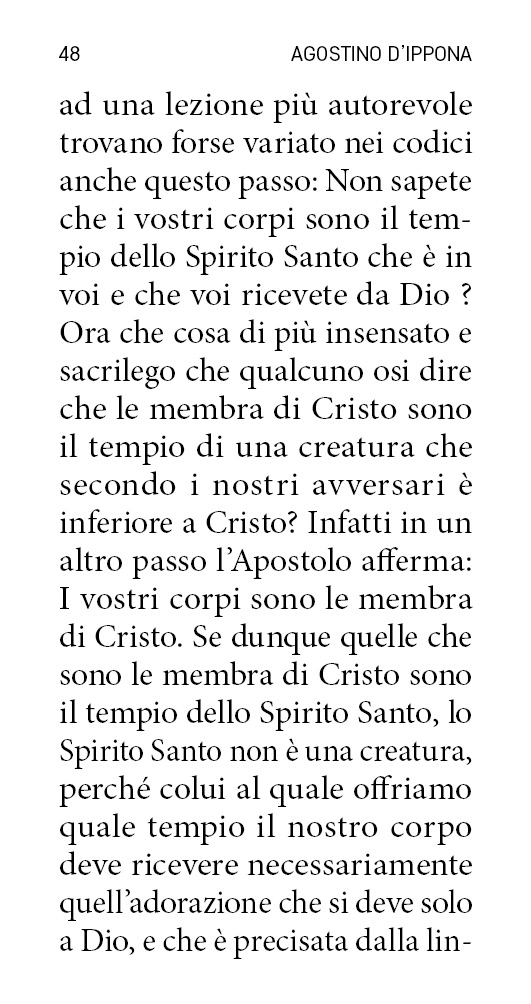 48 AGOSTINO D’IPPONA
ad una lezione più autorevole
trovano forse variato nei codici
anche questo passo: Non sapete
che i vostri corpi sono il tem-
pio dello Spirito Santo che è in
voi e che voi ricevete da Dio ?
Ora che cosa di più insensato e
sacrilego che qualcuno osi dire
che le membra di Cristo sono
il tempio di una creatura che
secondo i nostri avversari è
inferiore a Cristo? Infatti in un
altro passo l’Apostolo afferma:
I vostri corpi sono le membra
di Cristo. Se dunque quelle che
sono le membra di Cristo sono
il tempio dello Spirito Santo, lo
Spirito Santo non è una creatura,
perché colui al quale offriamo
quale tempio il nostro corpo
deve ricevere necessariamente
quell’adorazione che si deve solo
a Dio, e che è precisata dalla lin-